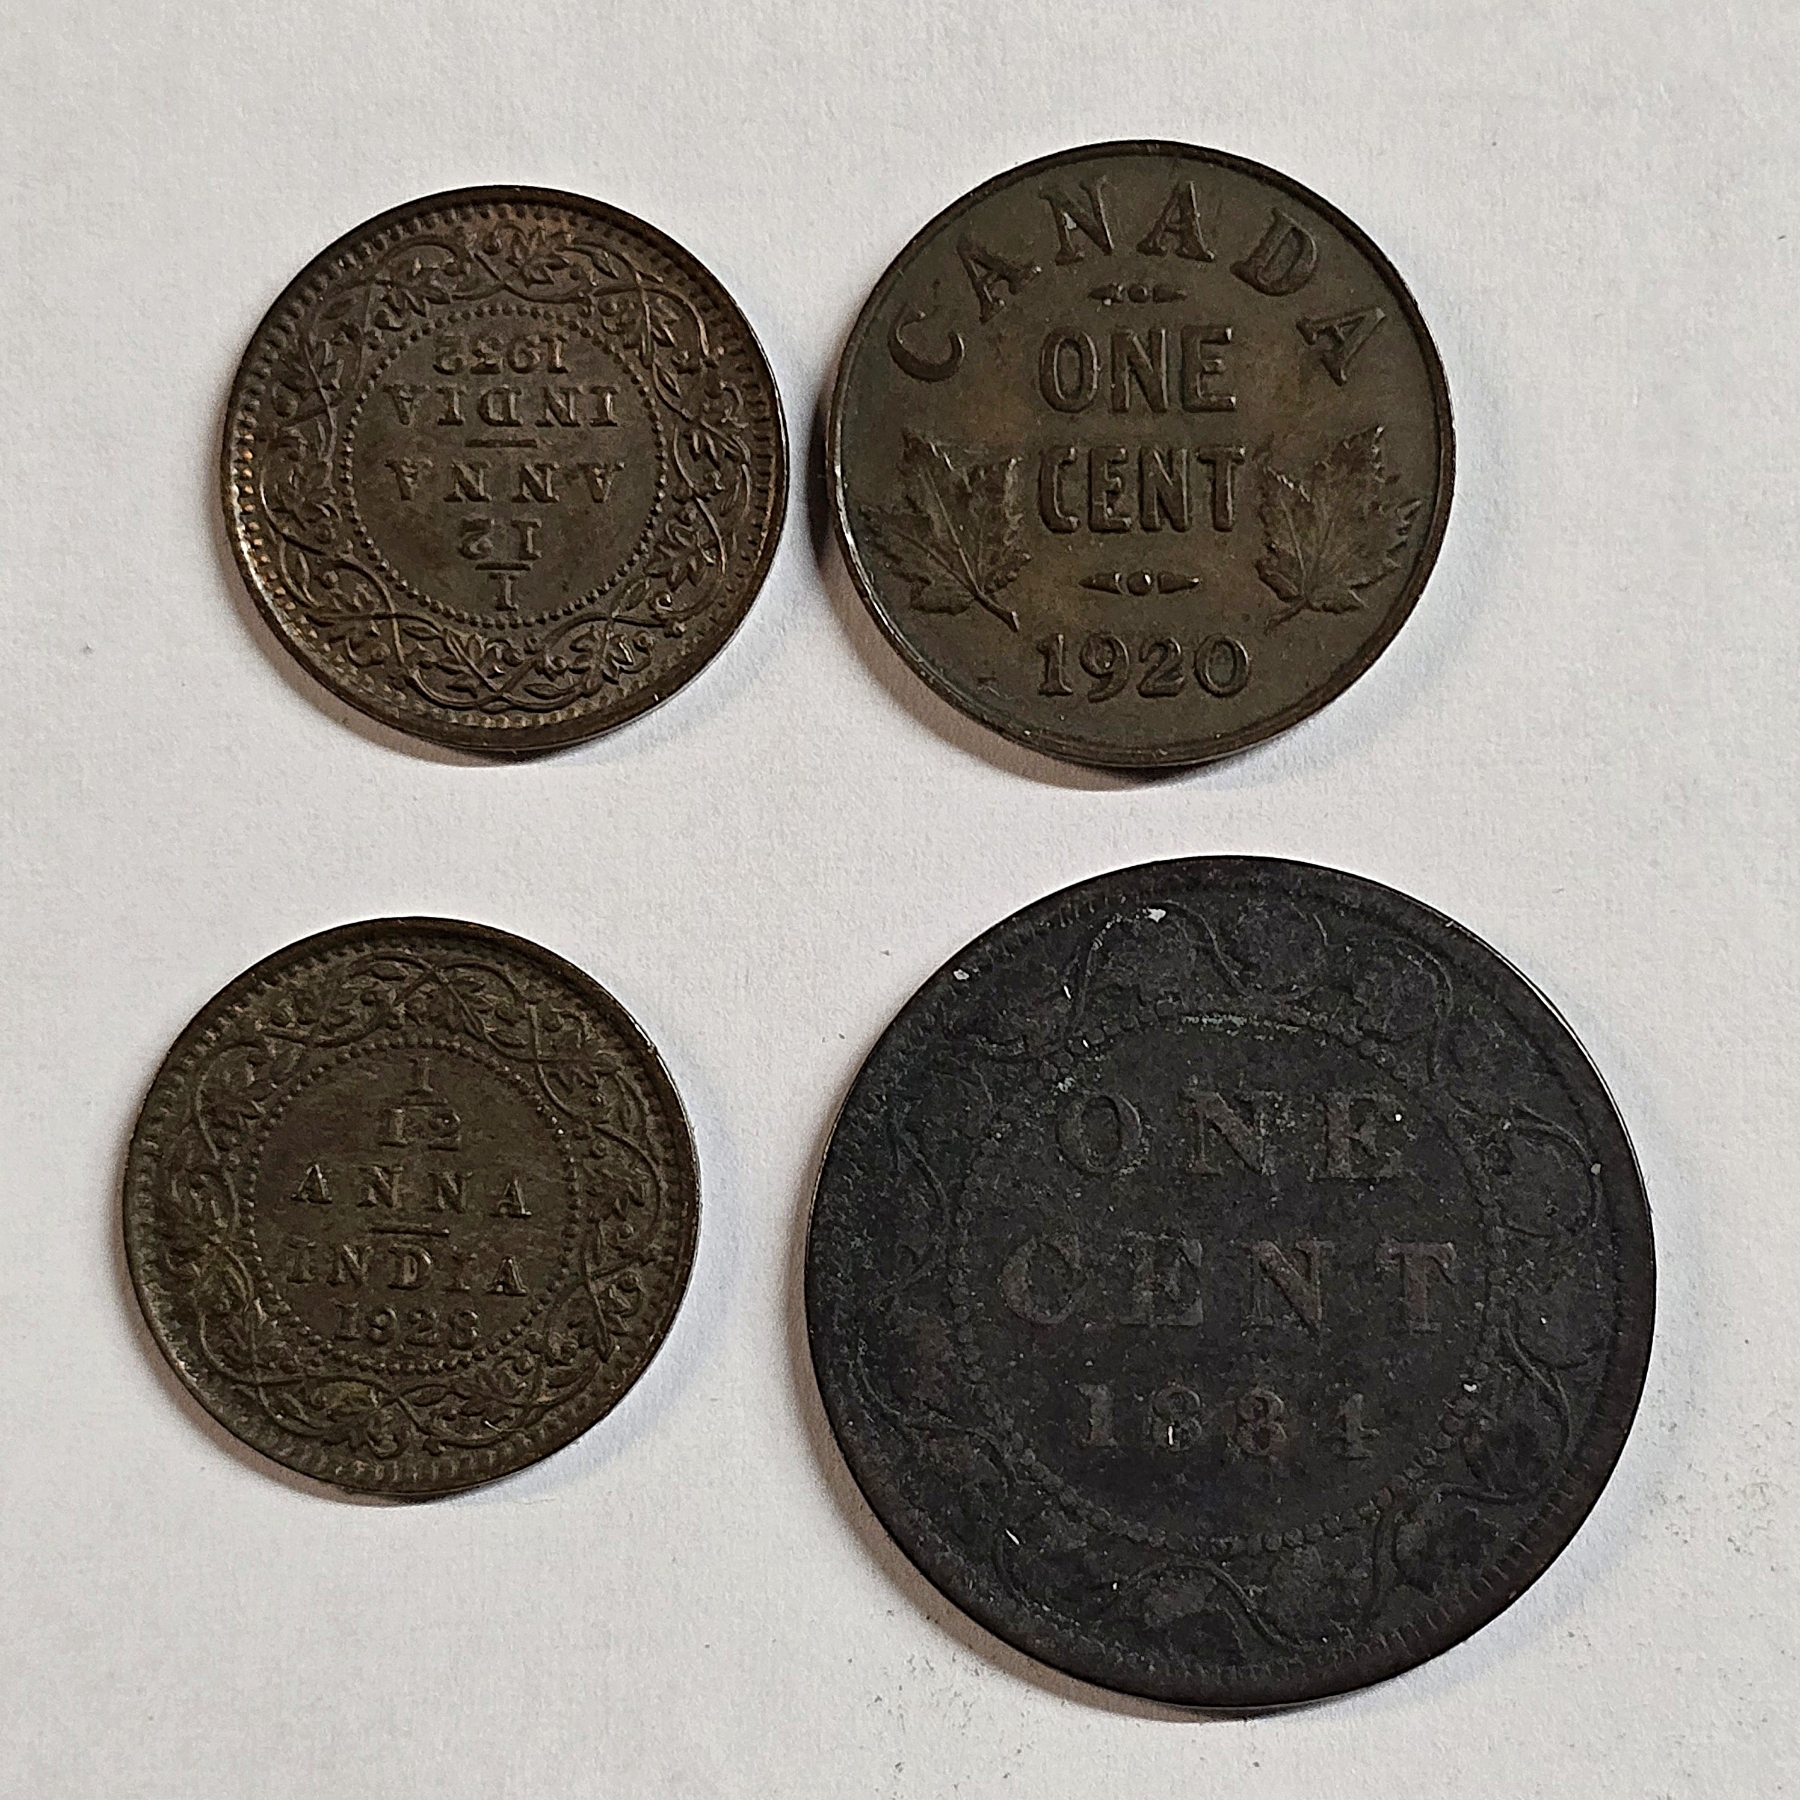 1
12
ANNA
INDIA
1932
CANADA
ONE
CENT
1920
1
12
ANNA
INDIA
1928
ONE
CENT
1884